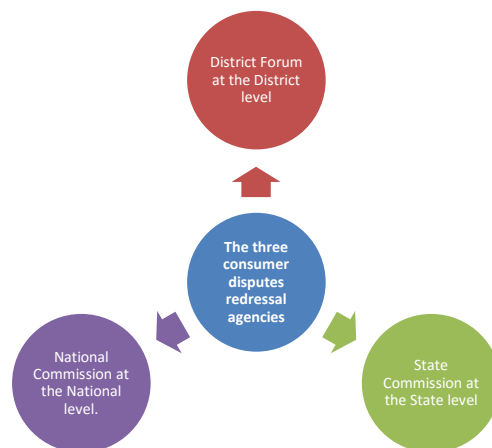 District Forum
at the District
level
The three
consumer
disputes
redressal
agencies
National
Commission at
the National
level.
State
Commission at
the State level